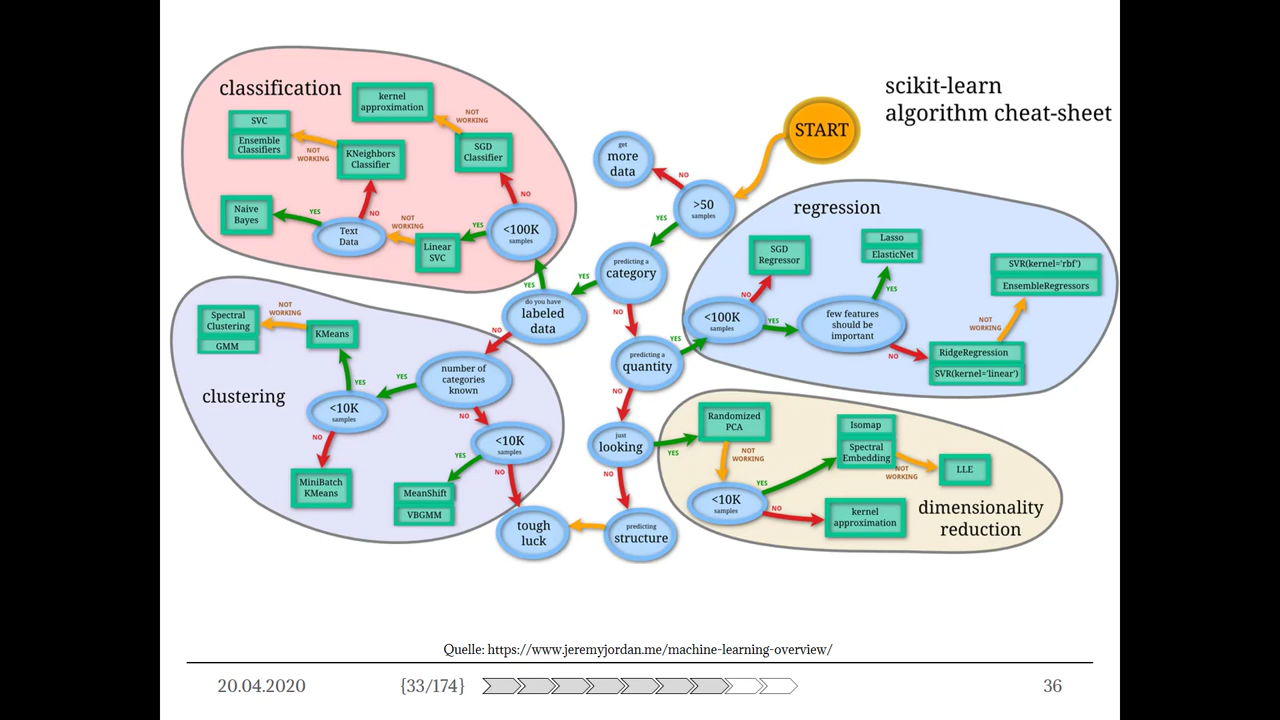 scikit-learn
algorithm cheat-sheet
START
get
more
data
NO
>50
samples
YES
predicting a
category
YES
NO
do you have
labeled
data
YES
NO
predicting a
quantity
YES
NO
just
looking
YES
NO
predicting
structure
tough
luck
classification
kernel
approximation
NOT
WORKING
SVC
Ensemble
Classifiers
NOT
WORKING
KNeighbors
Classifier
SGD
Classifier
NO
Naive
Bayes
YES
NO
Text
Data
NOT
WORKING
Linear
SVC
YES
<100K
samples
regression
SGD
Regressor
Lasso
ElasticNet
SVR(kernel='rbf')
EnsembleRegressors
NO
YES
<100K
samples
YES
few features
should be
important
NOT
WORKING
NO
RidgeRegression
SVR(kernel='linear')
clustering
Spectral
Clustering
GMM
NOT
WORKING
KMeans
number of
categories
known
YES
YES
NO
<10K
samples
NO
<10K
samples
YES
NO
MiniBatch
KMeans
MeanShift
VBGMM
Randomized
PCA
NOT
WORKING
Isomap
Spectral
Embedding
NOT
WORKING
LLE
<10K
samples
YES
NO
kernel
approximation
dimensionality
reduction
Quelle: https://www.jeremyjordan.me/machine-learning-overview/
20.04.2020
{33/174}
36